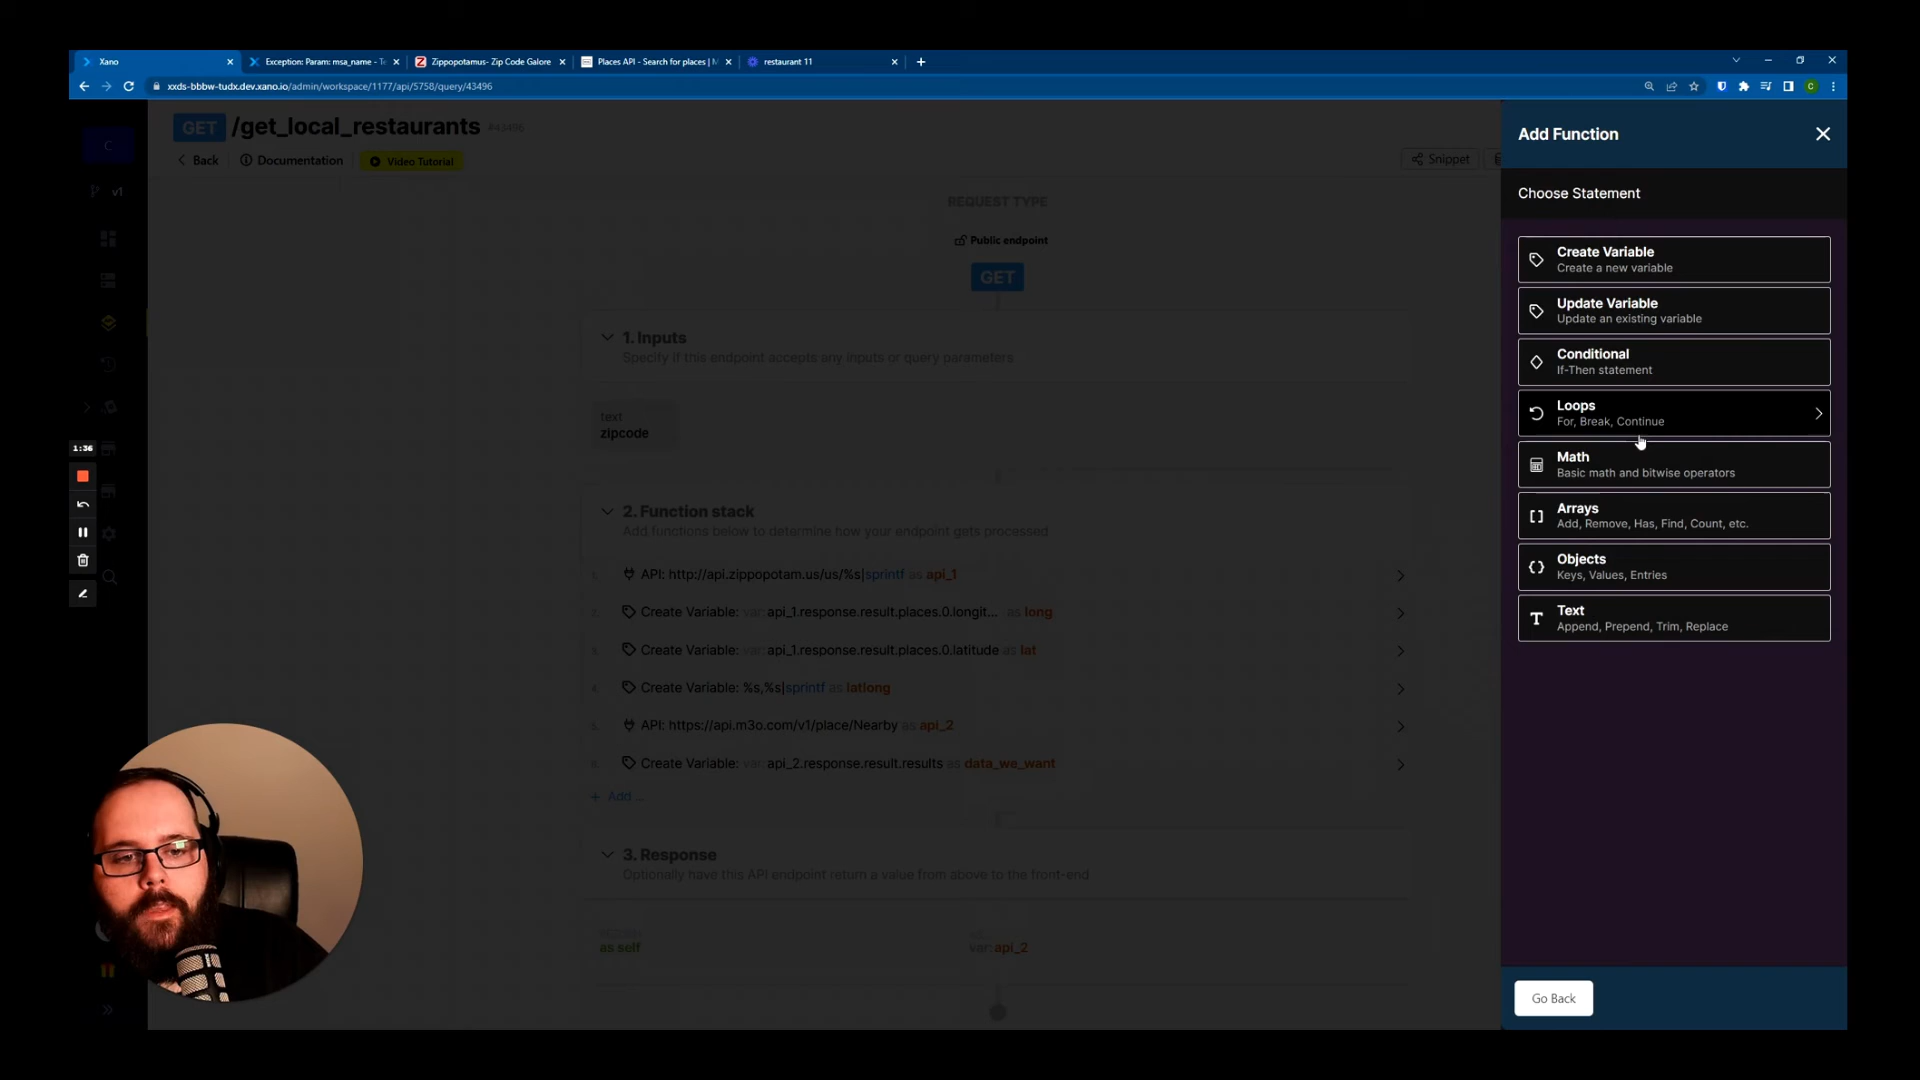 Xano
Exception: Param: msa_name - Te
Zippopotamus- Zip Code Galore
Places API - Search for places | M
restaurant 11
xxds-bbbw-tudx.dev.xano.io/admin/workspace/1177/api/5758/query/43496
C
C
GET /get_local_restaurants #43496
Back
Documentation
Video Tutorial
Snippet
v1
REQUEST TYPE
Public endpoint
GET
1. Inputs
Specify if this endpoint accepts any inputs or query parameters
text
zipcode
2. Function stack
Add functions below to determine how your endpoint gets processed
1. API: http://api.zippopotam.us/us/%s|sprintf as api_1
2. Create Variable: var: api_1.response.result.places.0.longit... as long
3. Create Variable: var: api_1.response.result.places.0.latitude as lat
4. Create Variable: %s,%s|sprintf as latlong
5. API: https://api.m3o.com/v1/place/Nearby as api_2
6. Create Variable: var: api_2.response.result.results as data_we_want
+ Add ...
3. Response
Optionally have this API endpoint return a value from above to the front-end
as self
var: api_2
1:36
Add Function
Choose Statement
Create Variable
Create a new variable
Update Variable
Update an existing variable
Conditional
If-Then statement
Loops
For, Break, Continue
Math
Basic math and bitwise operators
Arrays
Add, Remove, Has, Find, Count, etc.
Objects
Keys, Values, Entries
Text
Append, Prepend, Trim, Replace
Go Back